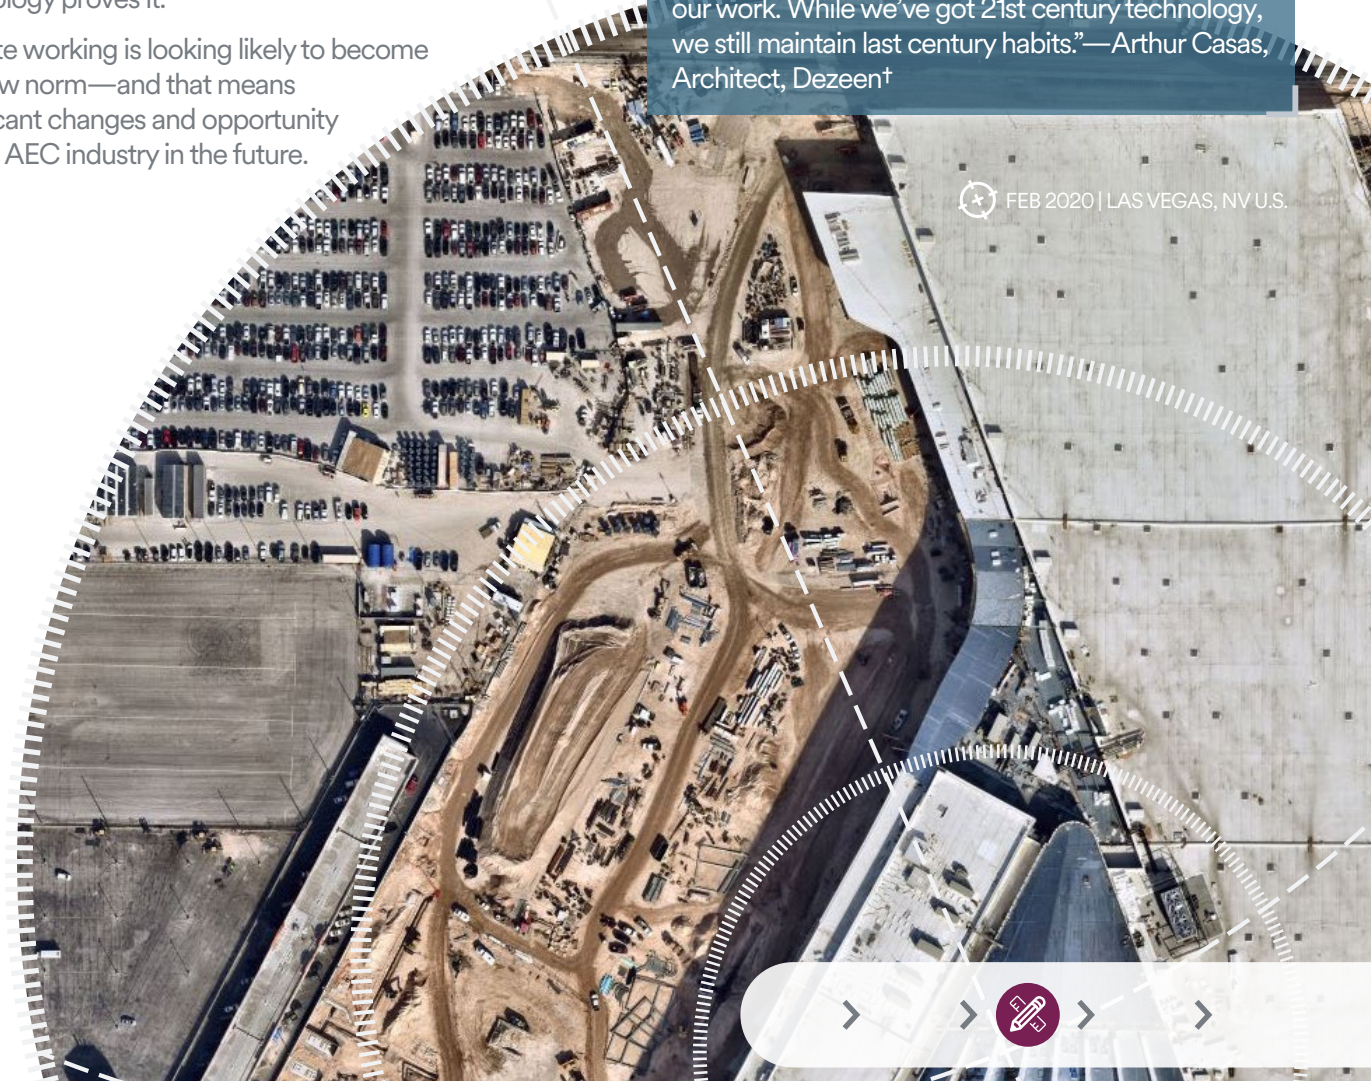 ology proves it.
te working is looking likely to become
w norm—and that means
cant changes and opportunity
AEC industry in the future.
our work. While we’ve got 21st century technology,
we still maintain last century habits.”—Arthur Casas,
Architect, Dezeen†
FEB 2020 | LAS VEGAS, NV U.S.